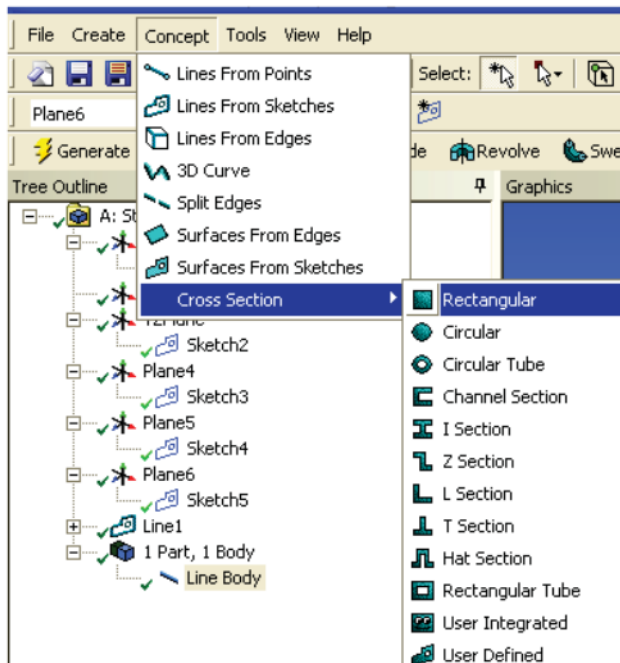 File Create Concept Tools View Help
Lines From Points
Select:
Lines From Sketches
Plane6
Lines From Edges
Generate
Revolve
Swe
3D Curve
Tree Outline
Graphics
Split Edges
A: St
Surfaces From Edges
Surfaces From Sketches
Cross Section
Rectangular
Circular
Sketch2
Circular Tube
Plane4
Sketch3
Channel Section
Plane5
I Section
Sketch4
Z Section
Plane6
L Section
Sketch5
Line1
T Section
1 Part, 1 Body
Hat Section
Line Body
Rectangular Tube
User Integrated
User Defined